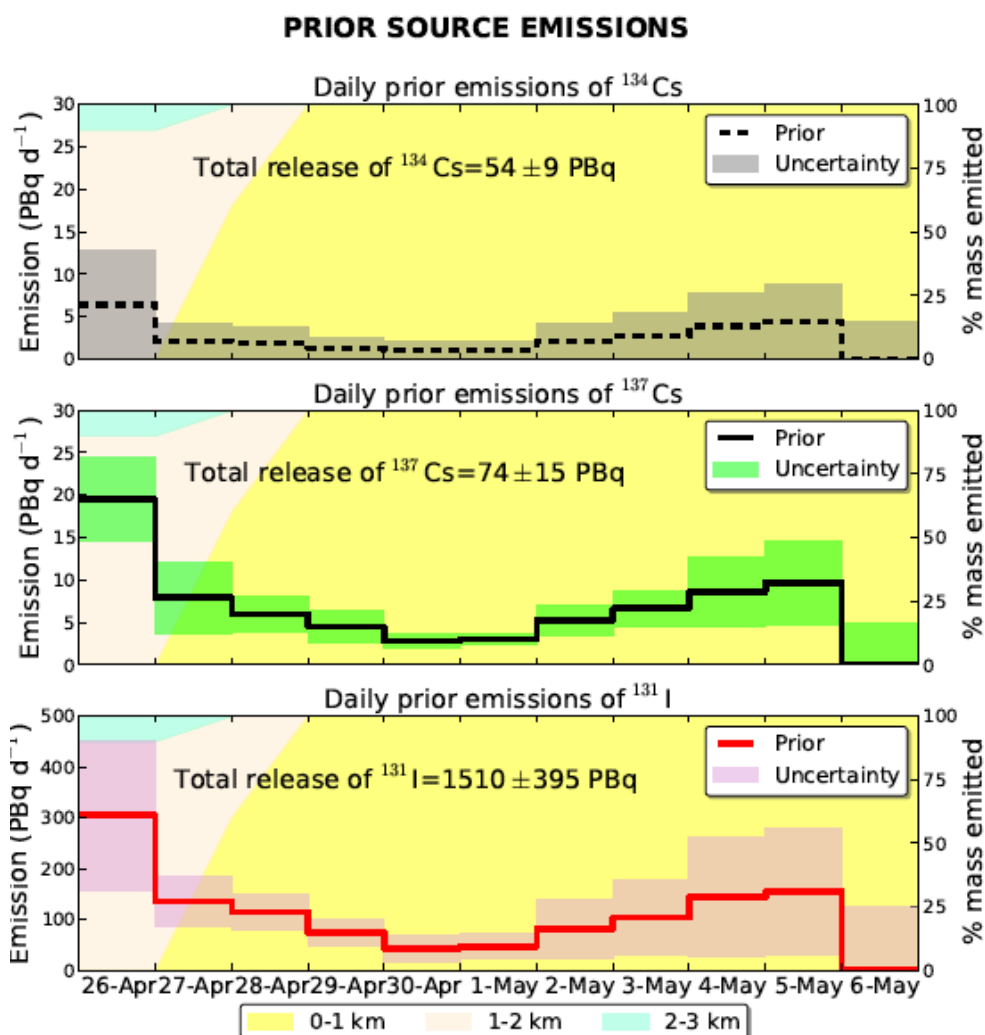 PRIOR SOURCE EMISSIONS
Daily prior emissions of ¹³⁴Cs
Emission (PBq d⁻¹)
30
25
20
15
10
5
0
Total release of ¹³⁴Cs=54 ±9 PBq
Prior
Uncertainty
100
75
50
25
0
% mass emitted
Daily prior emissions of ¹³⁷Cs
Emission (PBq d⁻¹)
30
25
20
15
10
5
0
Total release of ¹³⁷Cs=74 ±15 PBq
Prior
Uncertainty
100
75
50
25
0
% mass emitted
Daily prior emissions of ¹³¹I
Emission (PBq d⁻¹)
500
400
300
200
100
0
Total release of ¹³¹I=1510 ±395 PBq
Prior
Uncertainty
100
75
50
25
0
% mass emitted
26-Apr 27-Apr 28-Apr 29-Apr 30-Apr 1-May 2-May 3-May 4-May 5-May 6-May
0-1 km 1-2 km 2-3 km